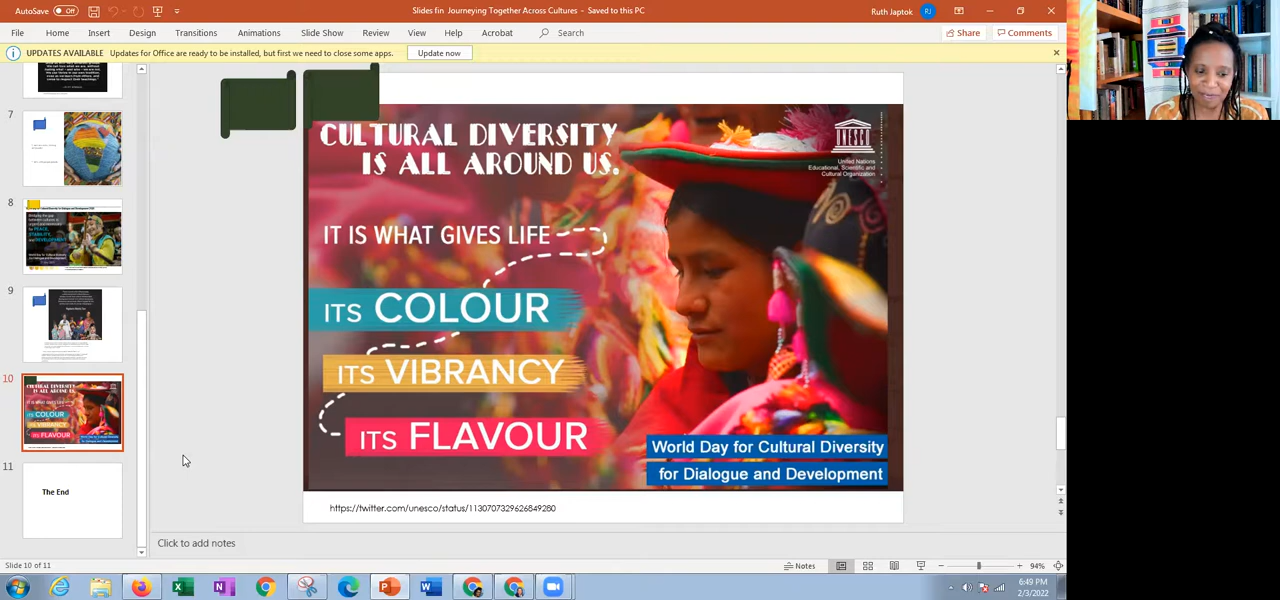 AutoSave Off
Slides fin Journeying Together Across Cultures - Saved to this PC
Ruth Japtok RJ
File Home Insert Design Transitions Animations Slide Show Review View Help Acrobat Search
Share Comments
UPDATES AVAILABLE Updates for Office are ready to be installed, but first we need to close some apps. Update now
7
8
9
10
11
The End
CULTURAL DIVERSITY
IS ALL AROUND US.
IT IS WHAT GIVES LIFE
ITS COLOUR
ITS VIBRANCY
ITS FLAVOUR
UNESCO
United Nations
Educational, Scientific and
Cultural Organization
World Day for Cultural Diversity
for Dialogue and Development
https://twitter.com/unesco/status/1130707329626849280
Click to add notes
Slide 10 of 11
Notes
94%
6:49 PM
2/3/2022